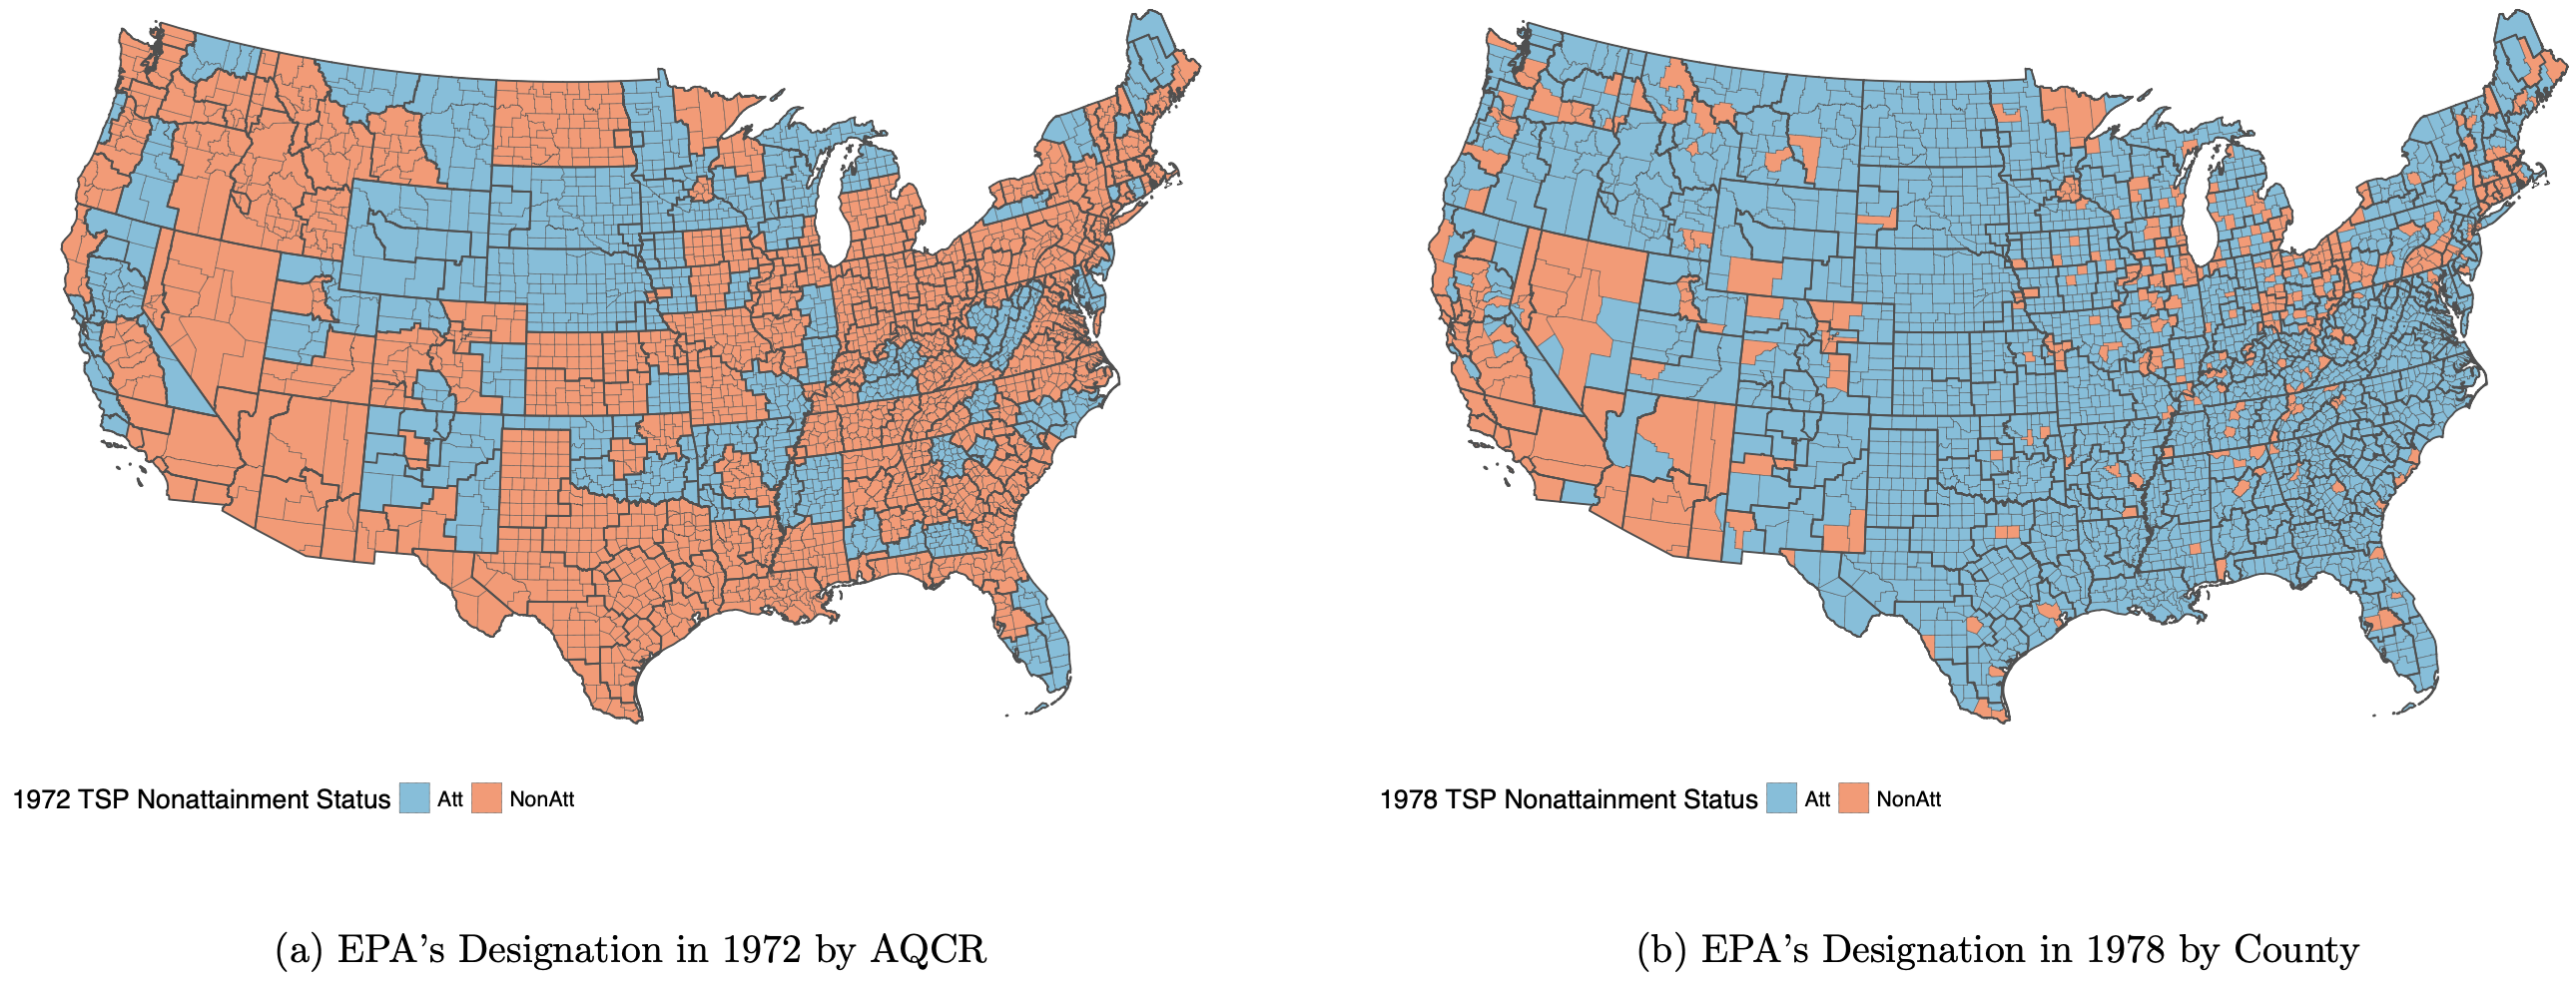 1972 TSP Nonattainment Status Att NonAtt
1978 TSP Nonattainment Status Att NonAtt
(a) EPA's Designation in 1972 by AQCR
(b) EPA's Designation in 1978 by County